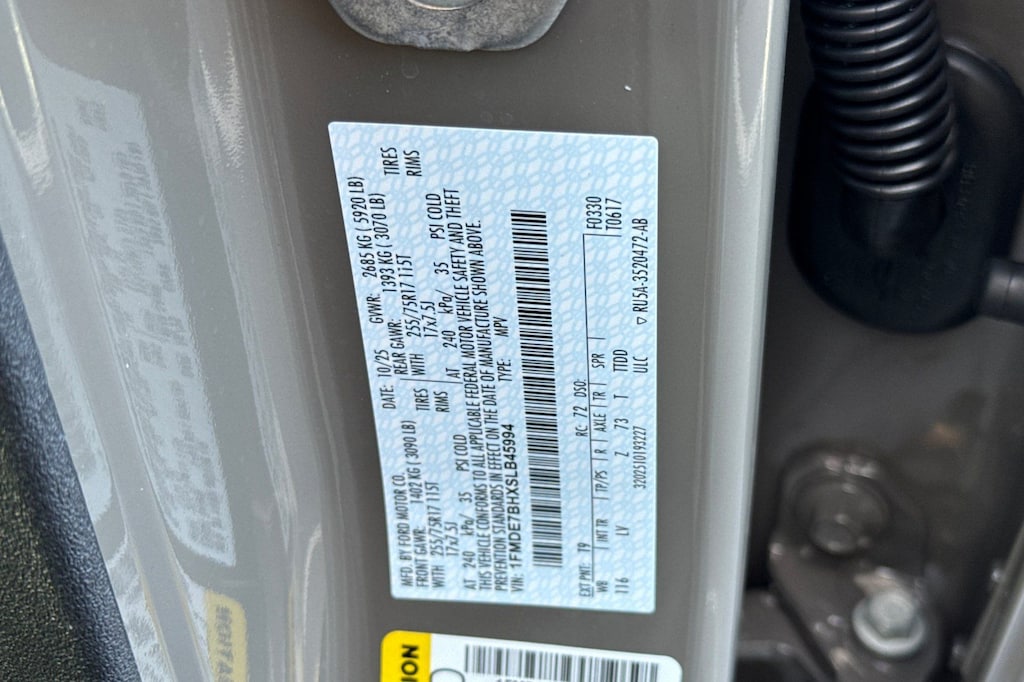 MFD. BY FORD MOTOR CO. DATE: 10/25 GVWR: 2685 KG ( 5920 LB)
FRONT GAWR: 1402 KG (3090 LB) REAR GAWR: 1393 KG ( 3070 LB)
WITH 255/75R17 115T TIRES WITH 255/75R17 115T TIRES
17x7.5J RIMS 17x7.5J RIMS
AT 240 kPa/ 35 PSI COLD AT 240 kPa/ 35 PSI COLD
THIS VEHICLE CONFORMS TO ALL APPLICABLE FEDERAL MOTOR VEHICLE SAFETY AND THEFT
PREVENTION STANDARDS IN EFFECT ON THE DATE OF MANUFACTURE SHOWN ABOVE.
VIN: 1FMDE7BHXSLB45994 TYPE: MPV
EXT PNT: T9 RC: 72 DSO: F0330
WB INT TR TP/PS R AXLE TR SPR T0617
116 LV Z 73 T TTDD
3202510193227 ULC
▽ RU5A-3520472-AB
ION